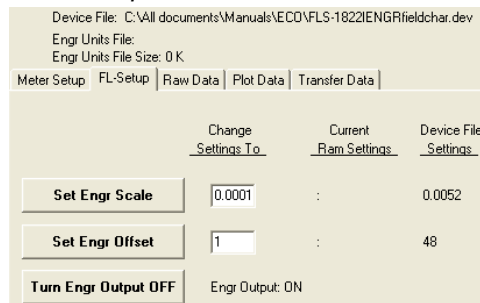 Device File: C:\All documents\Manuals\ECO\FLS-1822\ENGRfieldchar.dev
Engr Units File:
Engr Units File Size: 0 K
Meter Setup FL-Setup Raw Data Plot Data Transfer Data
Change Current Device File
Settings To Ram Settings Settings
Set Engr Scale 0.0001 : 0.0052
Set Engr Offset 1 : 48
Turn Engr Output OFF Engr Output: ON